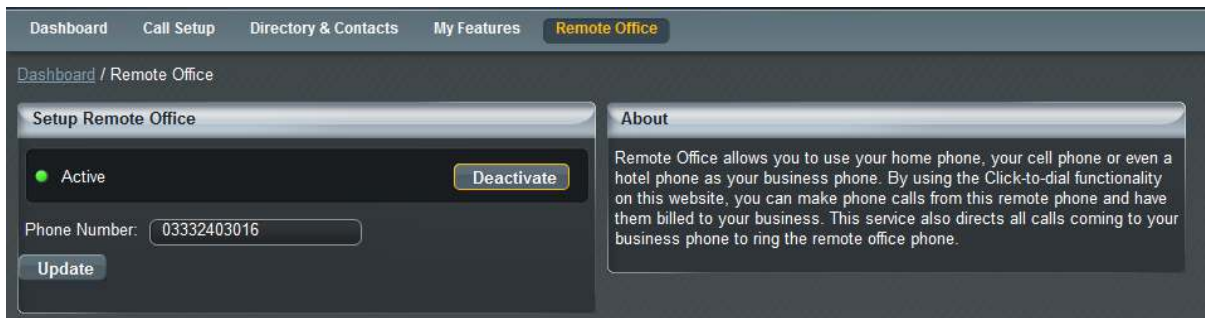 Dashboard Call Setup Directory & Contacts My Features Remote Office
Dashboard / Remote Office
Setup Remote Office
Active
Deactivate
Phone Number: 03332403016
Update
About
Remote Office allows you to use your home phone, your cell phone or even a
hotel phone as your business phone. By using the Click-to-dial functionality
on this website, you can make phone calls from this remote phone and have
them billed to your business. This service also directs all calls coming to your
business phone to ring the remote office phone.